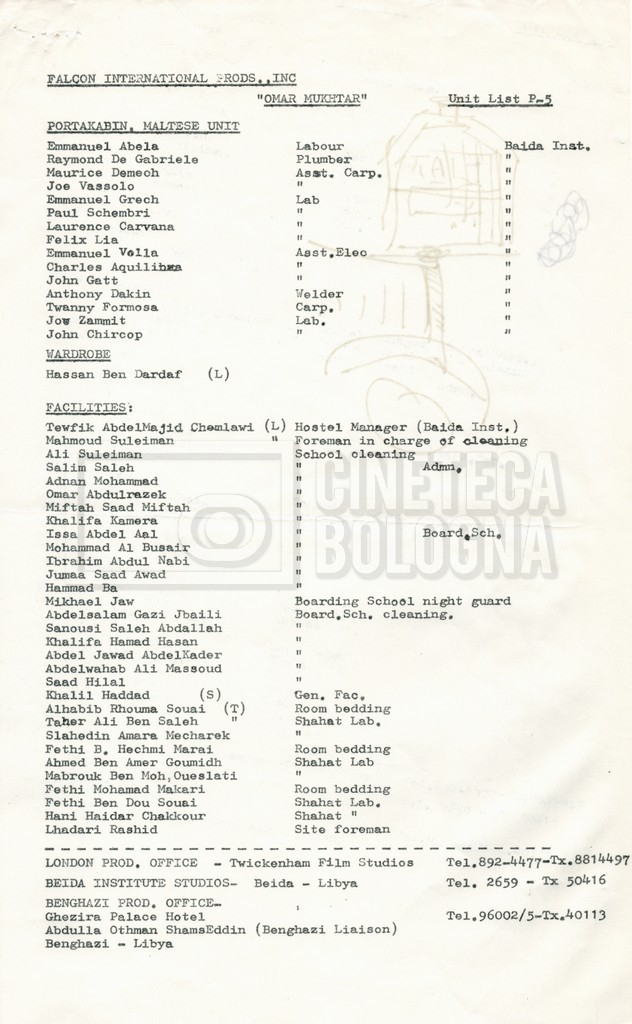 FALCON INTERNATIONAL PRODS.,INC
"OMAR MUKHTAR" Unit List P-5
PORTAKABIN, MALTESE UNIT
Emmanuel Abela Labour Baida Inst.
Raymond De Gabriele Plumber "
Maurice Demech Asst. Carp. "
Joe Vassolo " "
Emmanuel Grech Lab "
Paul Schembri " "
Laurence Carvana " "
Felix Lia " "
Emmanuel Vella Asst.Elec "
Charles Aquilina " "
John Gatt " "
Anthony Dakin Welder "
Twanny Formosa Carp. "
Joe Zammit Lab. "
John Chircop " "
WARDROBE
Hassan Ben Dardaf (L)
FACILITIES:
Tewfik AbdelMajid Chemlawi (L) Hostel Manager (Baida Inst.)
Mahmoud Suleiman " Foreman in charge of cleaning
Ali Suleiman School cleaning
Salim Saleh " Admn.
Adnan Mohammad "
Omar Abdulrazek "
Miftah Saad Miftah "
Khalifa Kamera "
Issa Abdel Aal " Board.Sch.
Mohammad Al Busair "
Ibrahim Abdul Nabi "
Jumaa Saad Awad "
Hammad Ba "
Mikhael Jaw Boarding School night guard
Abdelsalam Gazi Jbaili Board.Sch. cleaning.
Sanousi Saleh Abdallah "
Khalifa Hamad Hasan "
Abdel Jawad AbdelKader "
Abdelwahab Ali Massoud "
Saad Hilal "
Khalil Haddad (S) Gen. Fac.
Alhabib Rhouma Souai (T) Room bedding
Taher Ali Ben Saleh " Shahat Lab.
Slahedin Amara Mecharek "
Fethi B. Hechmi Marai Room bedding
Ahmed Ben Amer Goumidh Shahat Lab
Mabrouk Ben Moh,Oueslati "
Fethi Mohamad Makari Room bedding
Fethi Ben Dou Souai Shahat Lab.
Hani Haidar Chakkour Shahat "
Lhadari Rashid Site foreman
LONDON PROD. OFFICE - Twickenham Film Studios Tel.892-4477-Tx.8814497
BEIDA INSTITUTE STUDIOS- Beida - Libya Tel. 2659 - Tx 50416
BENGHAZI PROD. OFFICE-
Ghezira Palace Hotel Tel.96002/5-Tx.40113
Abdulla Othman ShamsEddin (Benghazi Liaison)
Benghazi - Libya
CINETECA
BOLOGNA